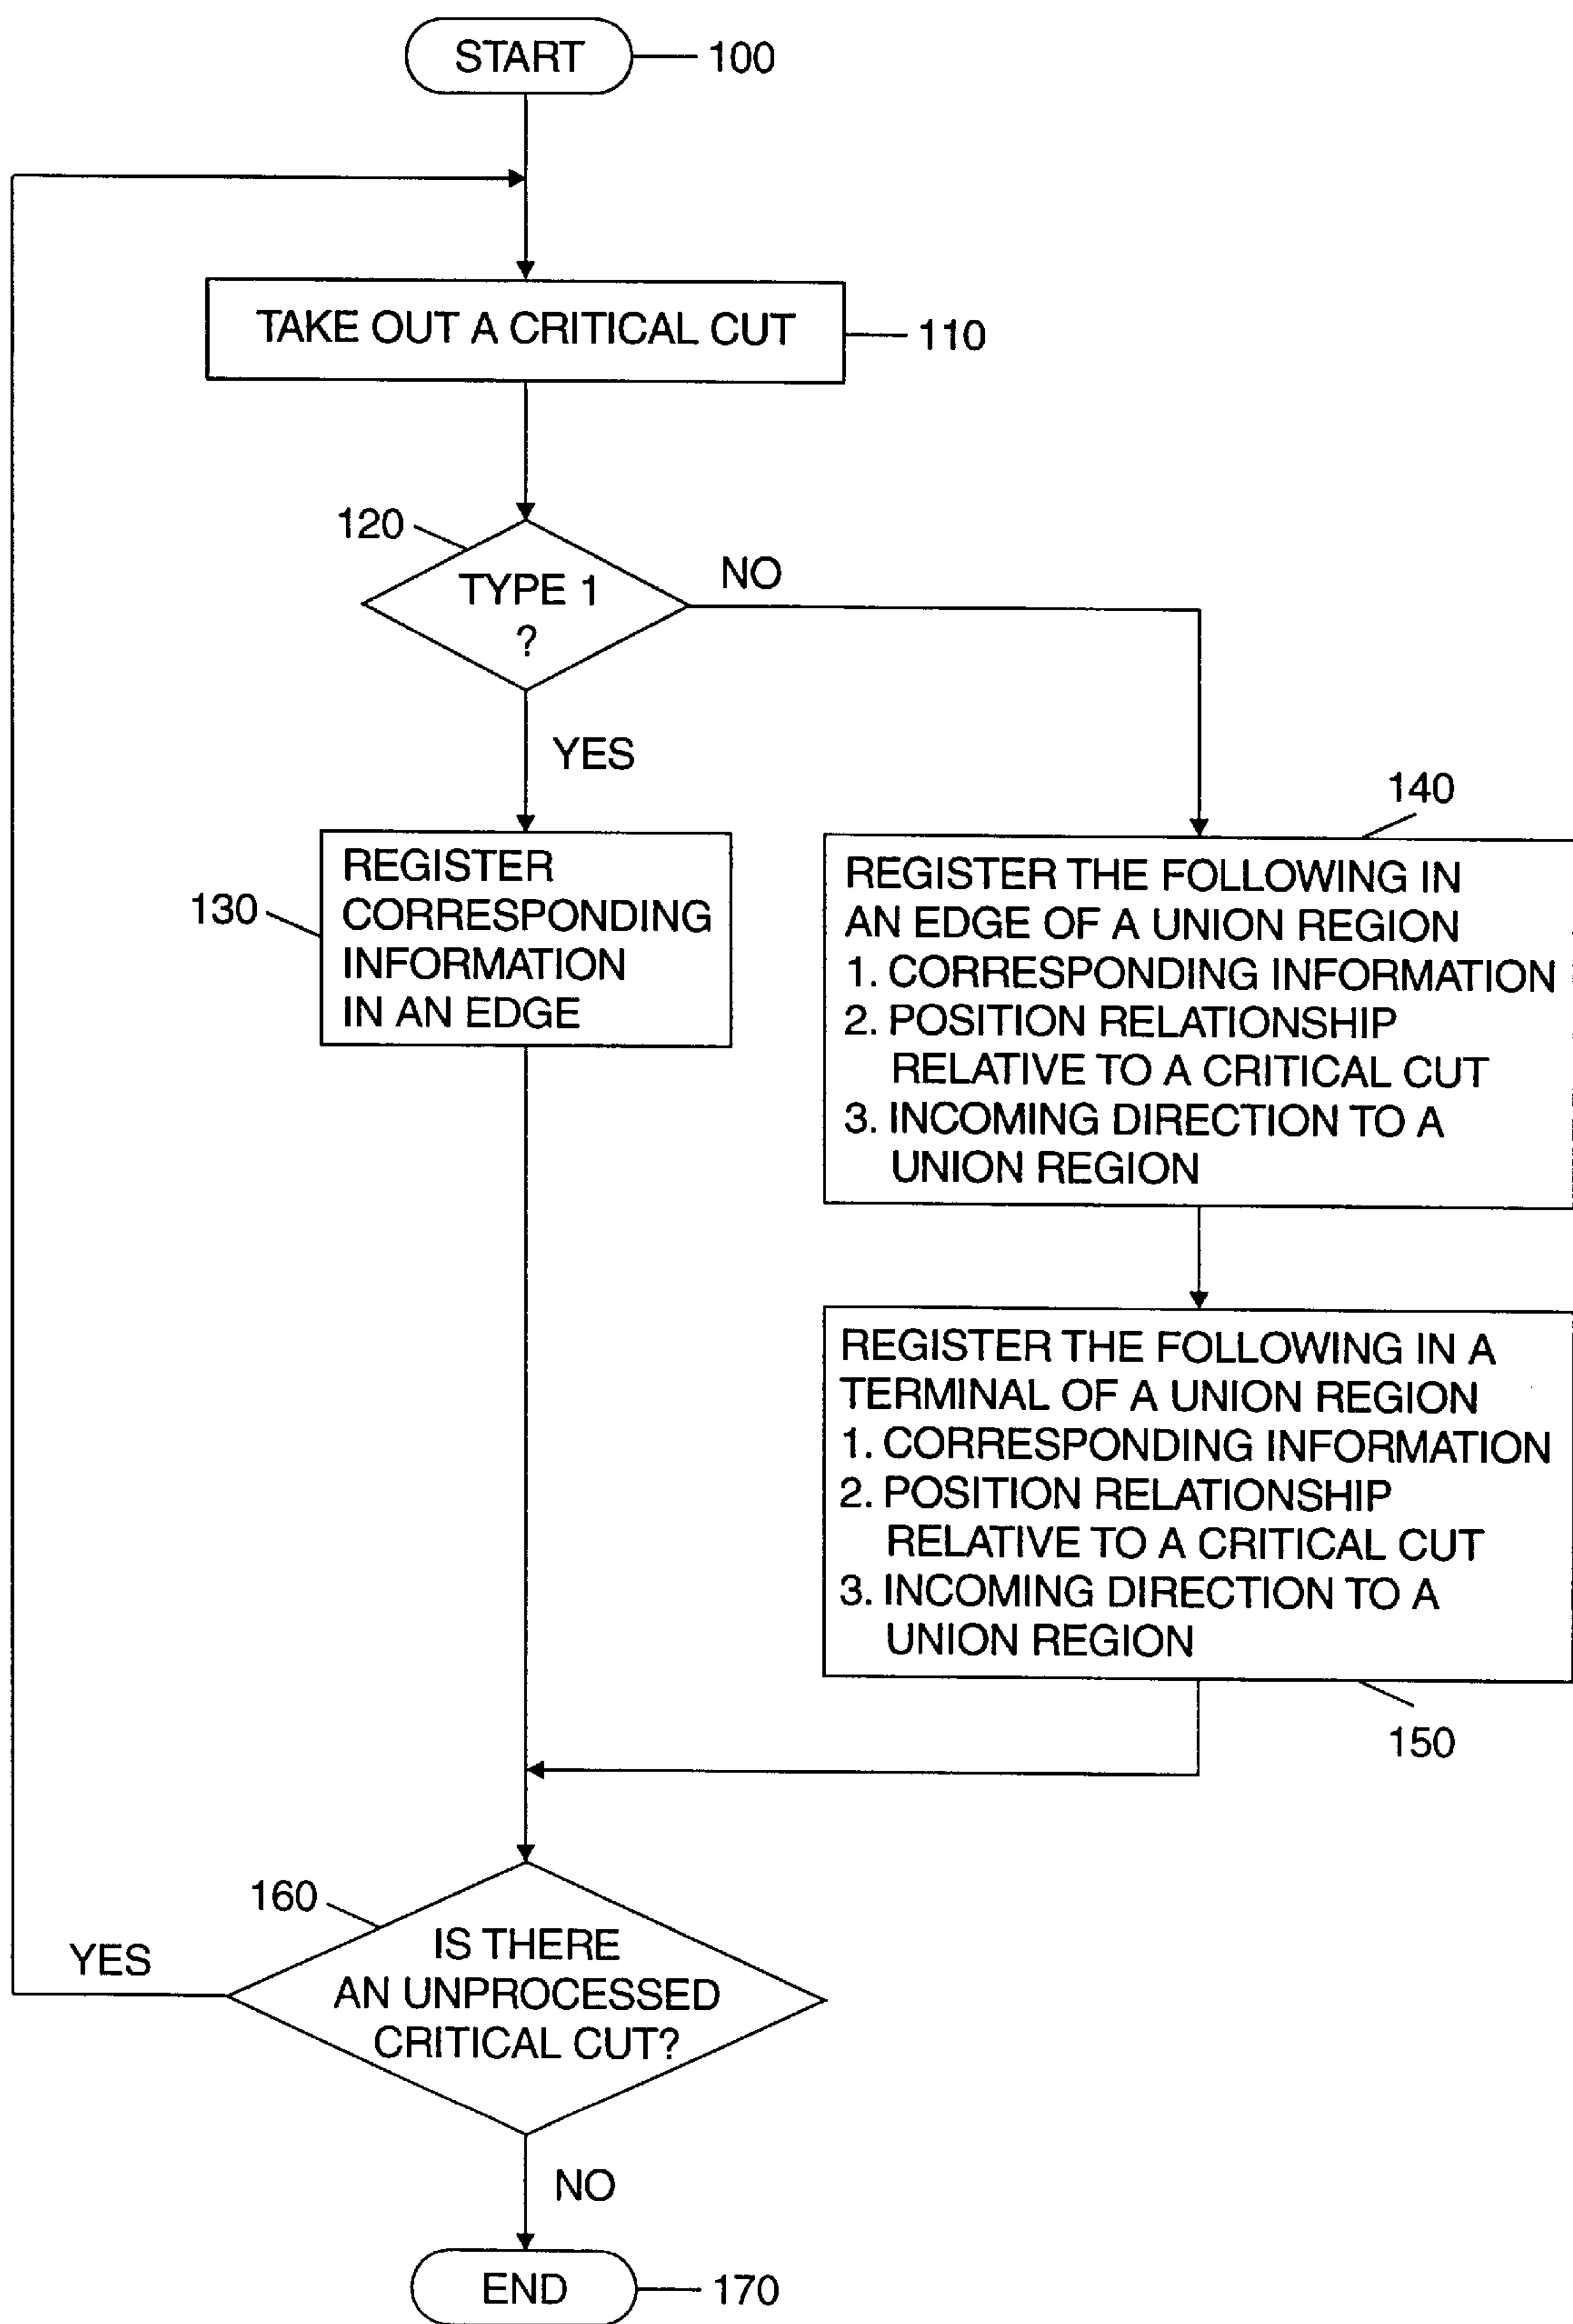 START
100
TAKE OUT A CRITICAL CUT
110
120
TYPE 1
?
NO
YES
130
REGISTER
CORRESPONDING
INFORMATION
IN AN EDGE
140
REGISTER THE FOLLOWING IN
AN EDGE OF A UNION REGION
1. CORRESPONDING INFORMATION
2. POSITION RELATIONSHIP
RELATIVE TO A CRITICAL CUT
3. INCOMING DIRECTION TO A
UNION REGION
REGISTER THE FOLLOWING IN A
TERMINAL OF A UNION REGION
1. CORRESPONDING INFORMATION
2. POSITION RELATIONSHIP
RELATIVE TO A CRITICAL CUT
3. INCOMING DIRECTION TO A
UNION REGION
150
160
IS THERE
AN UNPROCESSED
CRITICAL CUT?
YES
NO
END
170